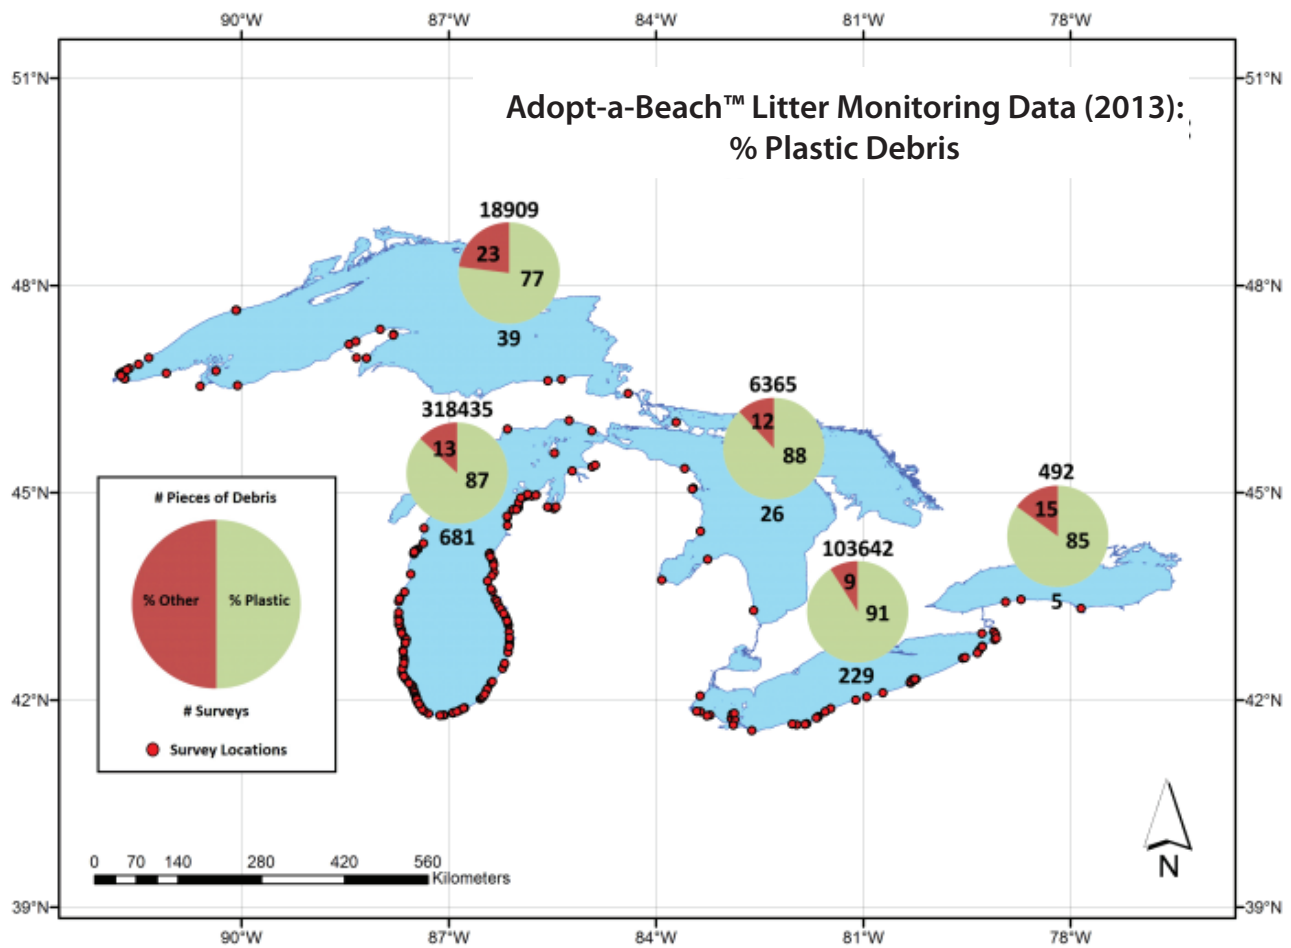 90°W 87°W 84°W 81°W 78°W
51°N 51°N
Adopt-a-Beach™ Litter Monitoring Data (2013):
% Plastic Debris
18909
23
77
39
48°N 48°N
6365
12
88
26
318435
13
87
681
492
15
85
5
45°N 45°N
103642
9
91
229
# Pieces of Debris
% Other % Plastic
# Surveys
Survey Locations
42°N 42°N
0 70 140 280 420 560
Kilometers
N
39°N 39°N
90°W 87°W 84°W 81°W 78°W